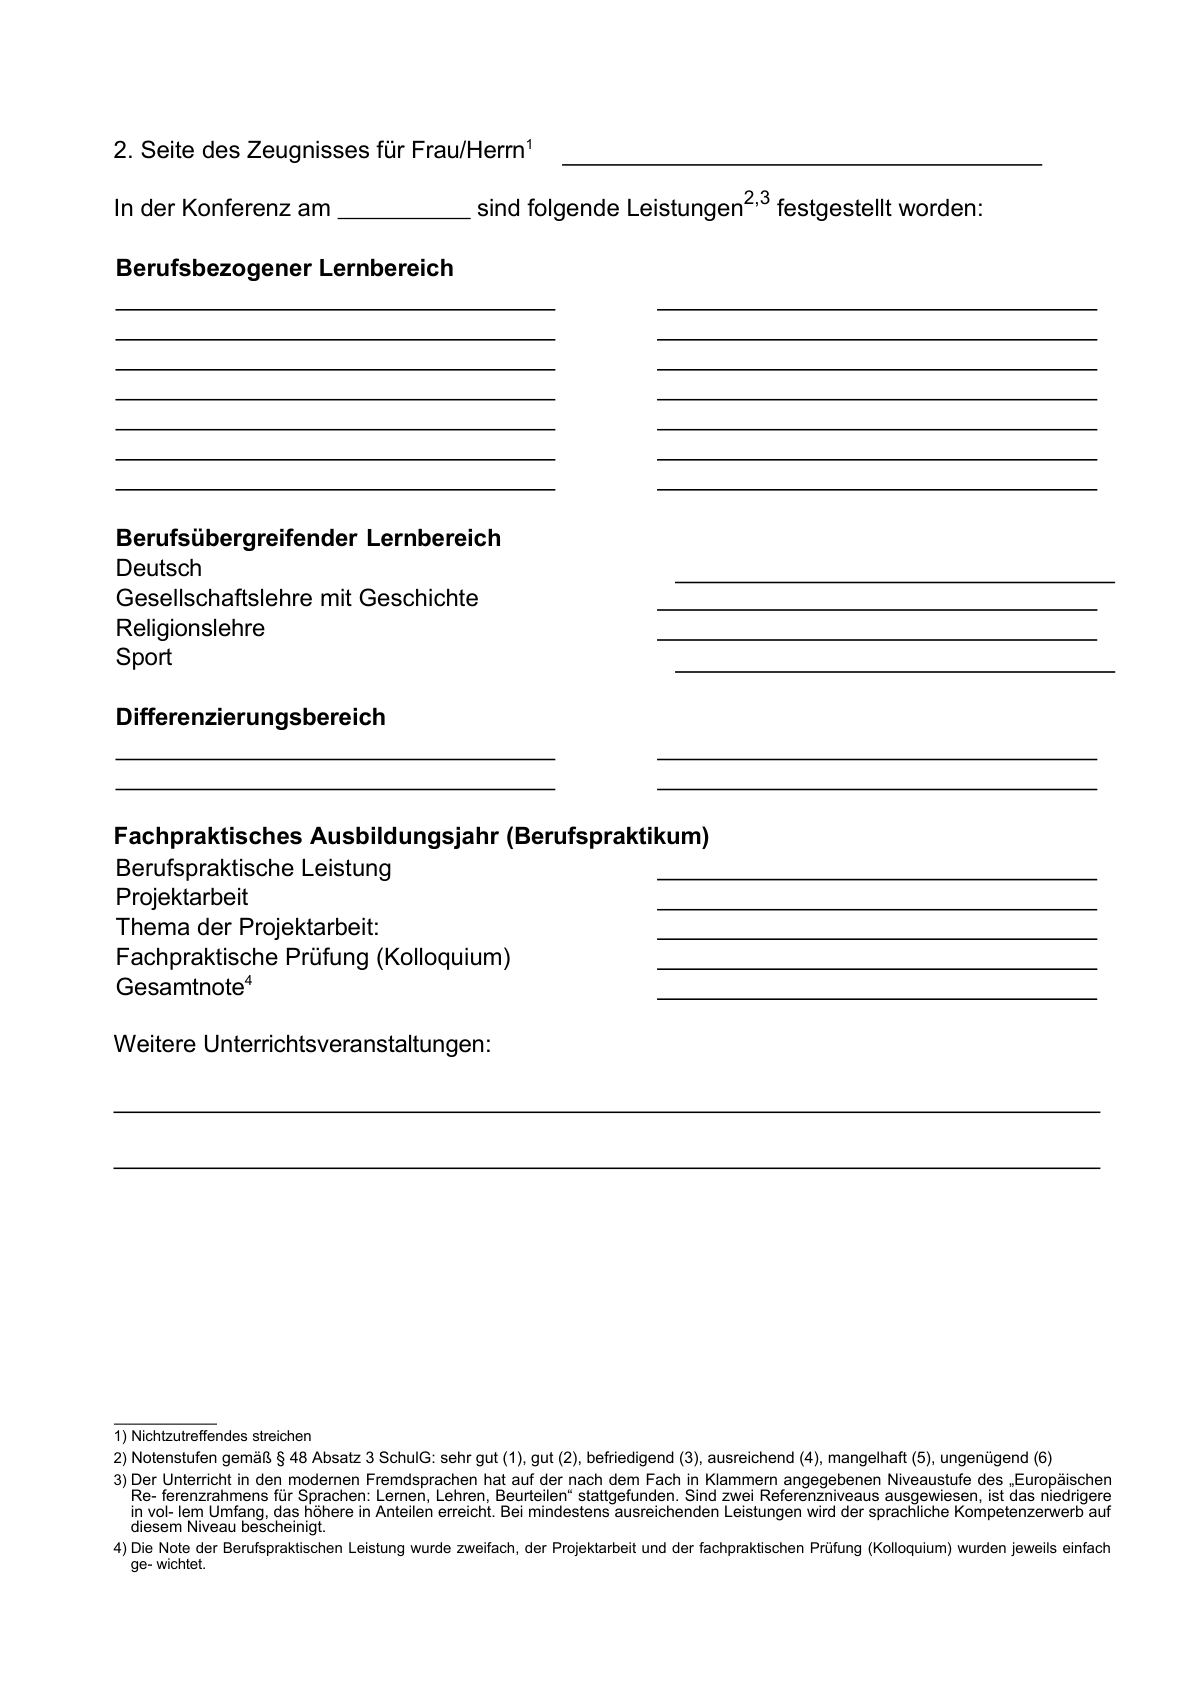 2. Seite des Zeugnisses für Frau/Herrn1
In der Konferenz am __________ sind folgende Leistungen2,3 festgestellt worden:
Berufsbezogener Lernbereich
Berufsübergreifender Lernbereich
Deutsch
Gesellschaftslehre mit Geschichte
Religionslehre
Sport
Differenzierungsbereich
Fachpraktisches Ausbildungsjahr (Berufspraktikum)
Berufspraktische Leistung
Projektarbeit
Thema der Projektarbeit:
Fachpraktische Prüfung (Kolloquium)
Gesamtnote4
Weitere Unterrichtsveranstaltungen:
1) Nichtzutreffendes streichen
2) Notenstufen gemäß § 48 Absatz 3 SchulG: sehr gut (1), gut (2), befriedigend (3), ausreichend (4), mangelhaft (5), ungenügend (6)
3) Der Unterricht in den modernen Fremdsprachen hat auf der nach dem Fach in Klammern angegebenen Niveaustufe des „Europäischen
Re- ferenzrahmens für Sprachen: Lernen, Lehren, Beurteilen“ stattgefunden. Sind zwei Referenzniveaus ausgewiesen, ist das niedrigere
in vol- lem Umfang, das höhere in Anteilen erreicht. Bei mindestens ausreichenden Leistungen wird der sprachliche Kompetenzerwerb auf
diesem Niveau bescheinigt.
4) Die Note der Berufspraktischen Leistung wurde zweifach, der Projektarbeit und der fachpraktischen Prüfung (Kolloquium) wurden jeweils einfach
ge- wichtet.